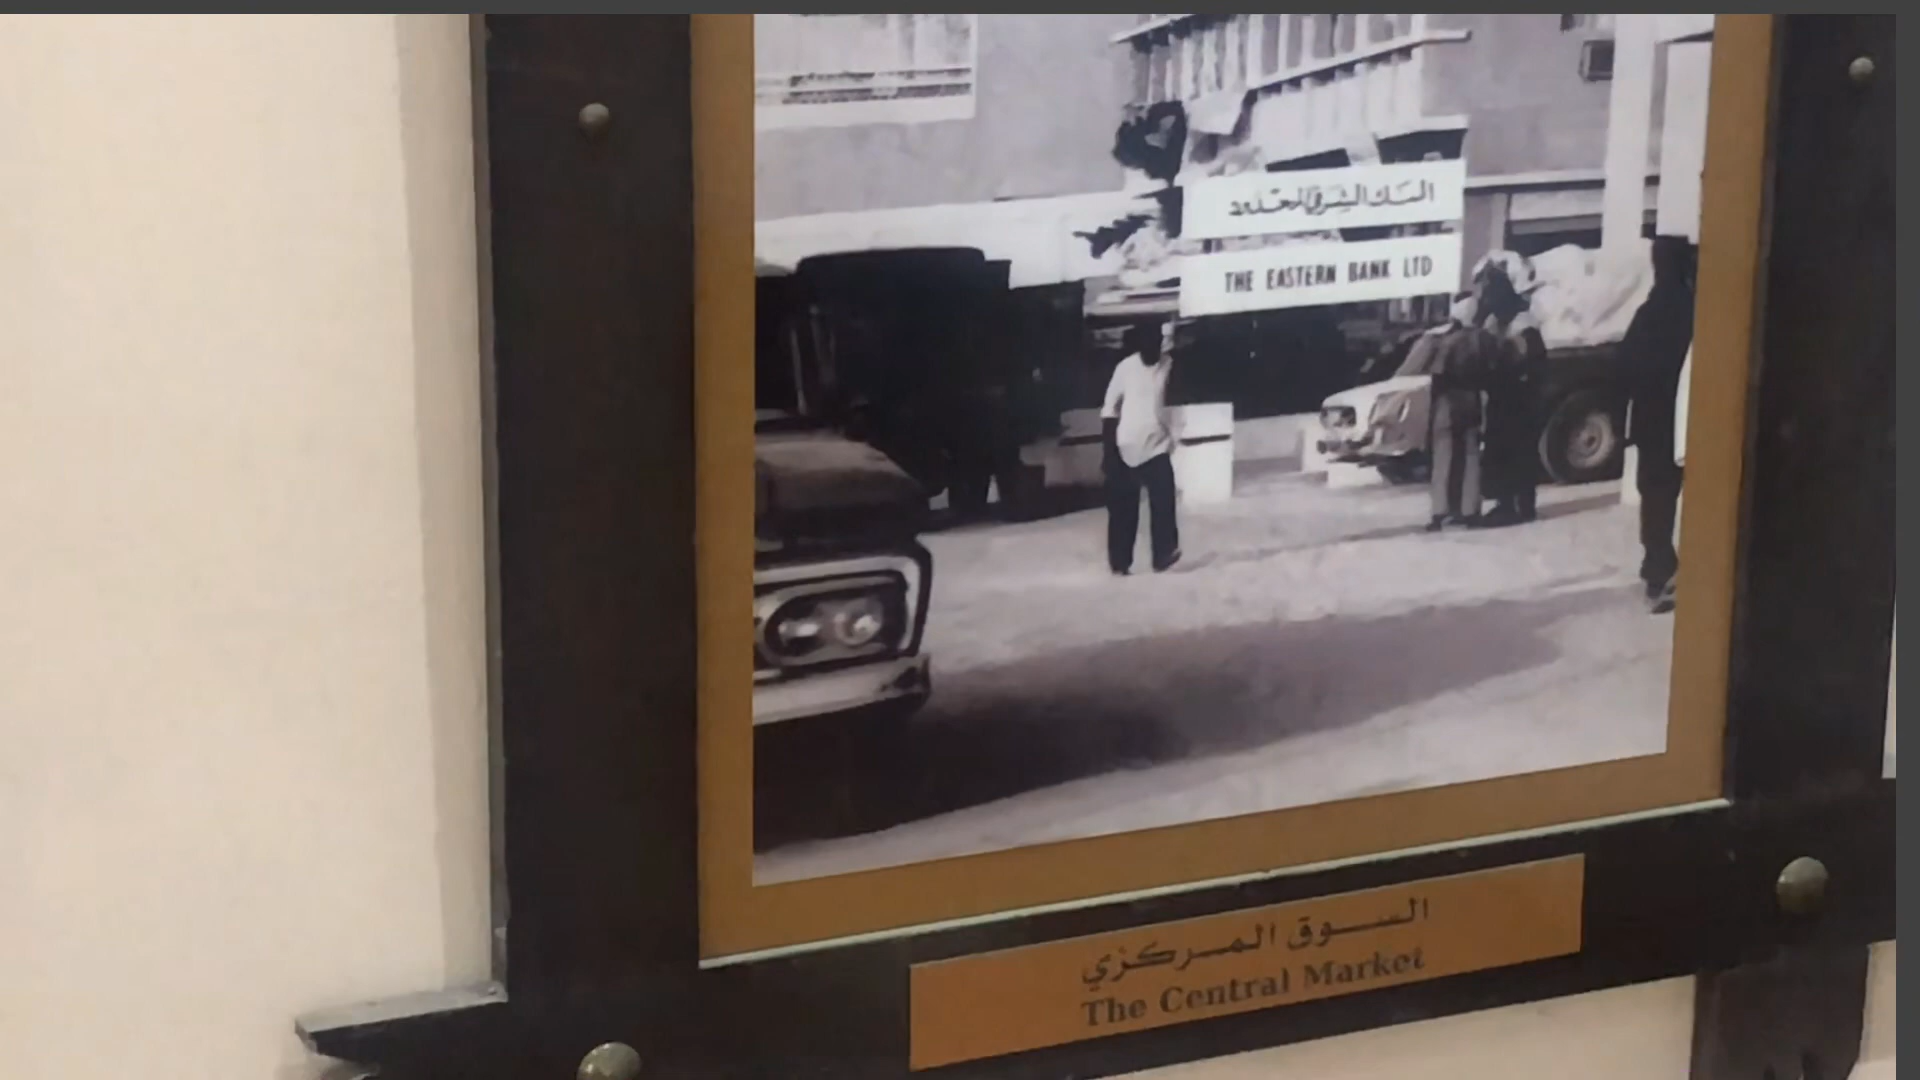 البنك الشرقي المحدود
THE EASTERN BANK LTD
السوق المركزي
The Central Market